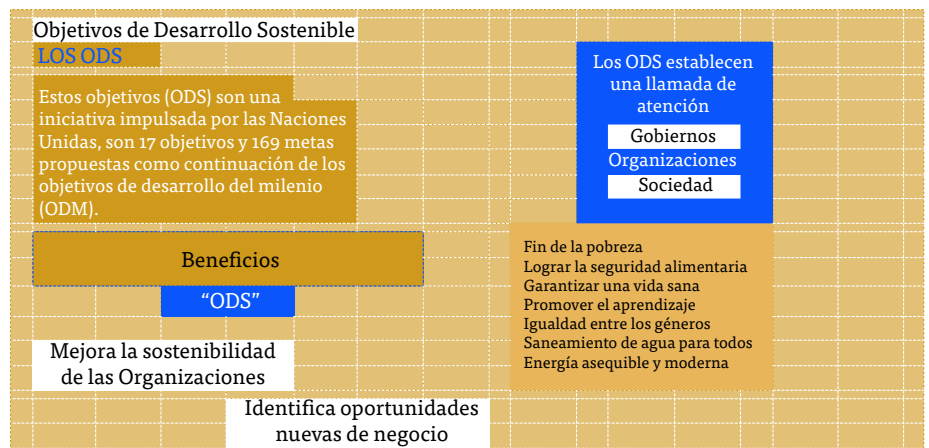 Objetivos de Desarrollo Sostenible
LOS ODS
Estos objetivos (ODS) son una
iniciativa impulsada por las Naciones
Unidas, son 17 objetivos y 169 metas
propuestas como continuación de los
objetivos de desarrollo del milenio
(ODM).
Beneficios
“ODS”
Mejora la sostenibilidad
de las Organizaciones
Identifica oportunidades
nuevas de negocio
Los ODS establecen
una llamada de
atención
Gobiernos
Organizaciones
Sociedad
Fin de la pobreza
Lograr la seguridad alimentaria
Garantizar una vida sana
Promover el aprendizaje
Igualdad entre los géneros
Saneamiento de agua para todos
Energía asequible y moderna